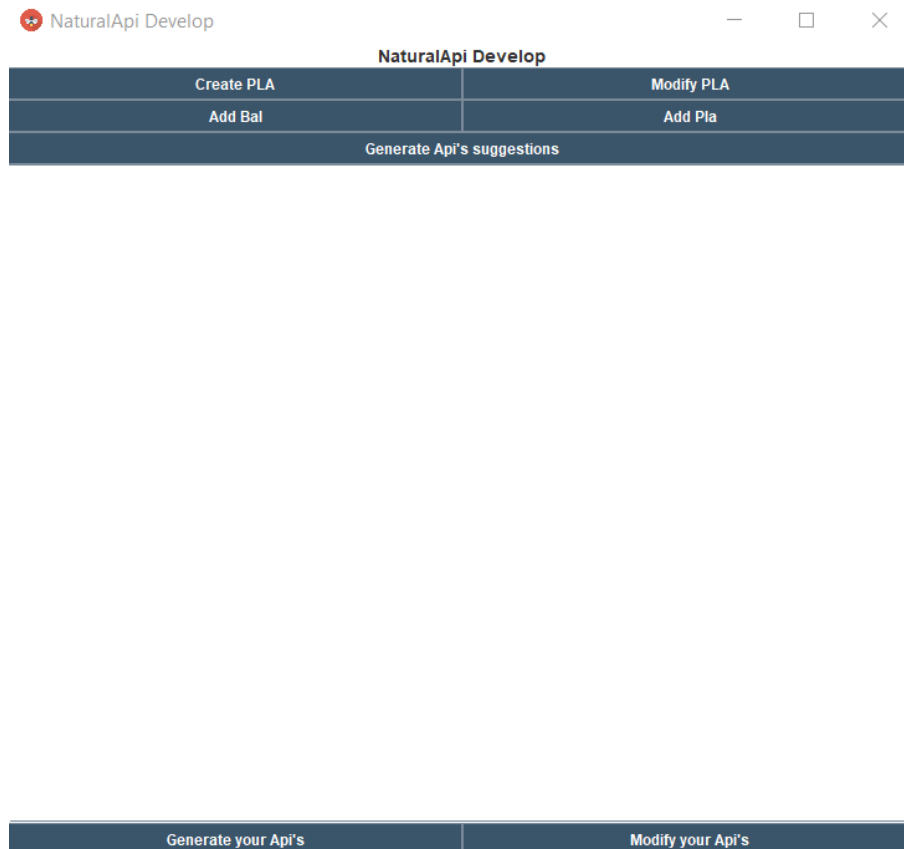 NaturalApi Develop
NaturalApi Develop
Create PLA Modify PLA
Add Bal Add Pla
Generate Api's suggestions
Generate your Api's Modify your Api's